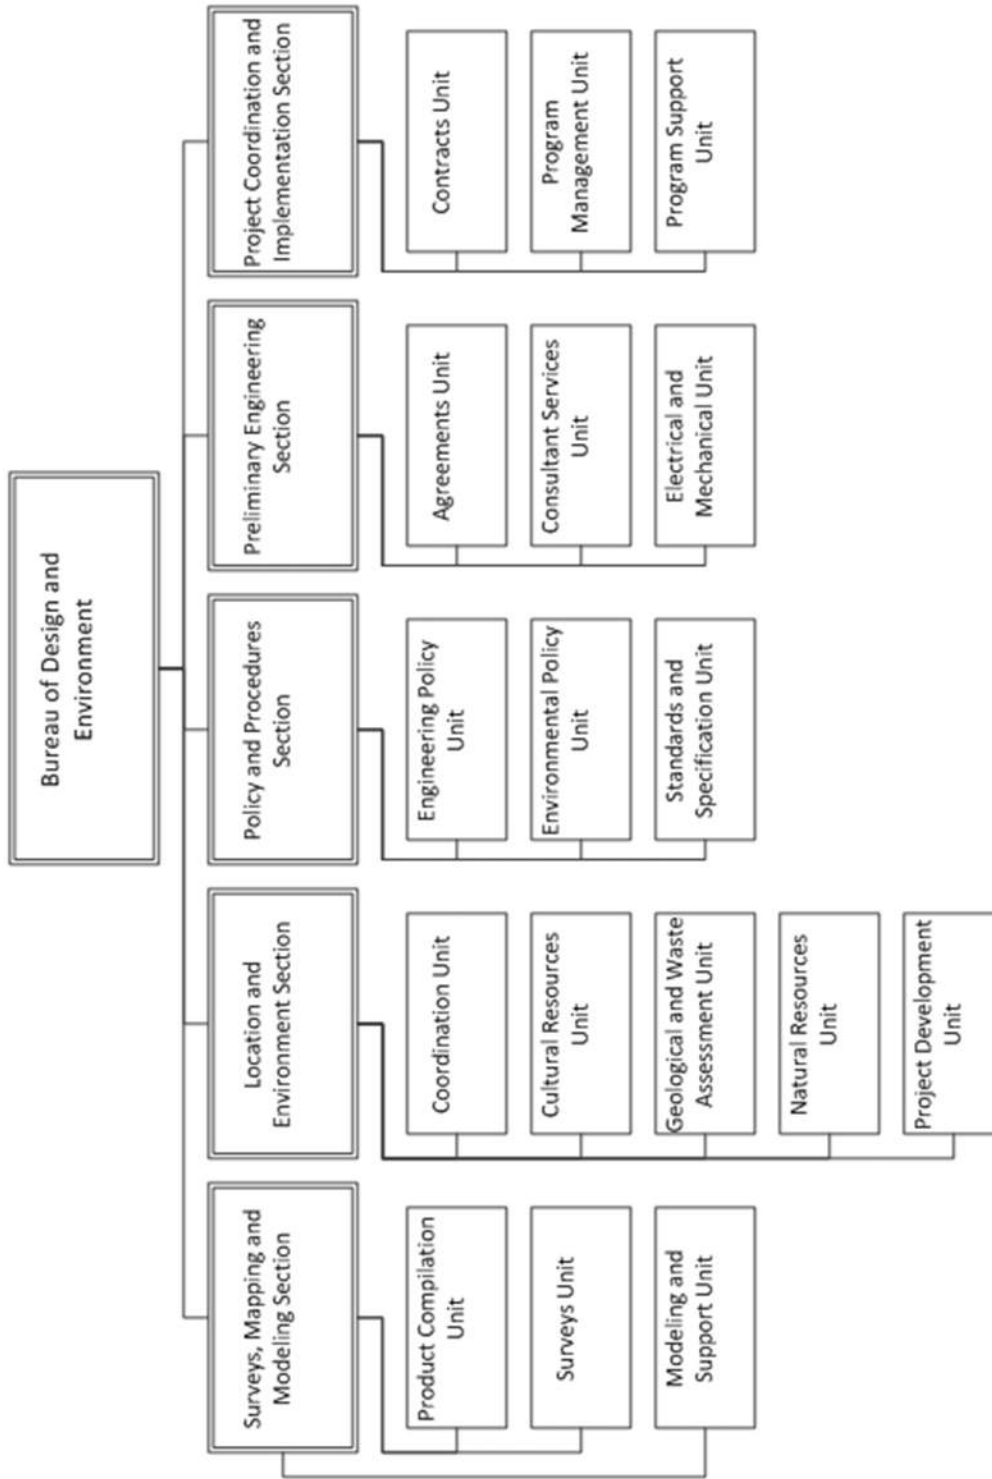 Bureau of Design and
Environment
Surveys, Mapping and
Modeling Section
Product Compilation
Unit
Surveys Unit
Modeling and
Support Unit
Location and
Environment Section
Coordination Unit
Cultural Resources
Unit
Geological and Waste
Assessment Unit
Natural Resources
Unit
Project Development
Unit
Policy and Procedures
Section
Engineering Policy
Unit
Environmental Policy
Unit
Standards and
Specification Unit
Preliminary Engineering
Section
Agreements Unit
Consultant Services
Unit
Electrical and
Mechanical Unit
Project Coordination and
Implementation Section
Contracts Unit
Program
Management Unit
Program Support
Unit